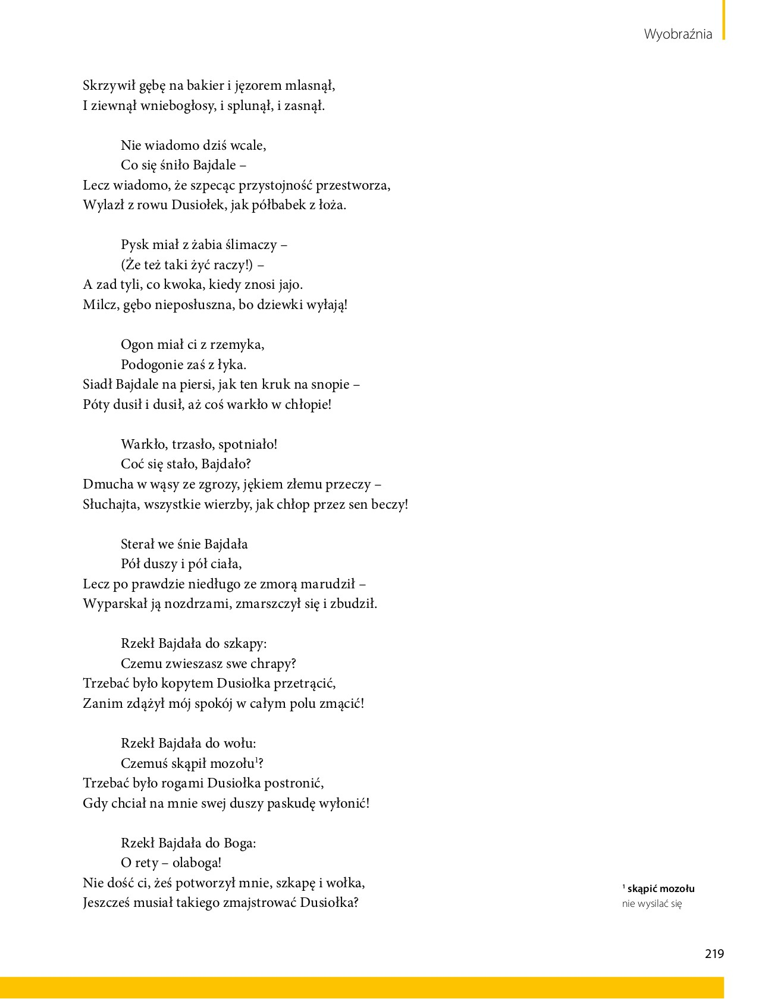 Wyobraźnia
Skrzywił gębę na bakier i jęzorem mlasnął,
I ziewnął wniebogłosy, i splunął, i zasnął.
Nie wiadomo dziś wcale,
Co się śniło Bajdale –
Lecz wiadomo, że szpecąc przystojność przestworza,
Wylazł z rowu Dusiołek, jak półbabek z łoża.
Pysk miał z żabia ślimaczy –
(Że też taki żyć raczy!) –
A zad tyli, co kwoka, kiedy znosi jajo.
Milcz, gębo nieposłuszna, bo dziewki wyłają!
Ogon miał ci z rzemyka,
Podogonie zaś z łyka.
Siadł Bajdale na piersi, jak ten kruk na snopie –
Póty dusił i dusił, aż coś warkło w chłopie!
Warkło, trzasło, spotniało!
Coć się stało, Bajdało?
Dmucha w wąsy ze zgrozy, jękiem złemu przeczy –
Słuchajta, wszystkie wierzby, jak chłop przez sen beczy!
Sterał we śnie Bajdała
Pół duszy i pół ciała,
Lecz po prawdzie niedługo ze zmorą marudził –
Wyparskał ją nozdrzami, zmarszczył się i zbudził.
Rzekł Bajdała do szkapy:
Czemu zwieszasz swe chrapy?
Trzebać było kopytem Dusiołka przetrącić,
Zanim zdążył mój spokój w całym polu zmącić!
Rzekł Bajdała do wołu:
Czemuś skąpił mozołu¹?
Trzebać było rogami Dusiołka postronić,
Gdy chciał na mnie swej duszy paskudę wyłonić!
Rzekł Bajdała do Boga:
O rety – olaboga!
Nie dość ci, żeś potworzył mnie, szkapę i wołka,
Jeszcześ musiał takiego zmajstrować Dusiołka?
¹ skąpić mozołu
nie wysilać się
219